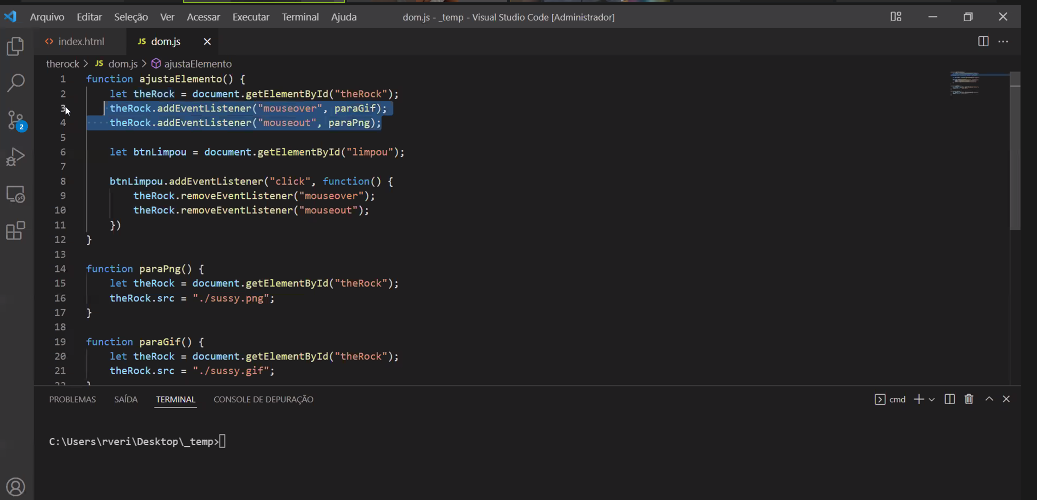 Arquivo Editar Seleção Ver Acessar Executar Terminal Ajuda dom.js - _temp - Visual Studio Code [Administrador]
index.html JS dom.js
therock > JS dom.js > ajustaElemento
1 function ajustaElemento() {
2 let theRock = document.getElementById("theRock");
3 theRock.addEventListener("mouseover", paraGif);
4 theRock.addEventListener("mouseout", paraPng);
5
6 let btnLimpou = document.getElementById("limpou");
7
8 btnLimpou.addEventListener("click", function() {
9 theRock.removeEventListener("mouseover");
10 theRock.removeEventListener("mouseout");
11 })
12 }
13
14 function paraPng() {
15 let theRock = document.getElementById("theRock");
16 theRock.src = "./sussy.png";
17 }
18
19 function paraGif() {
20 let theRock = document.getElementById("theRock");
21 theRock.src = "./sussy.gif";
2
PROBLEMAS SAÍDA TERMINAL CONSOLE DE DEPURAÇÃO cmd
C:\Users\rveri\Desktop\_temp>